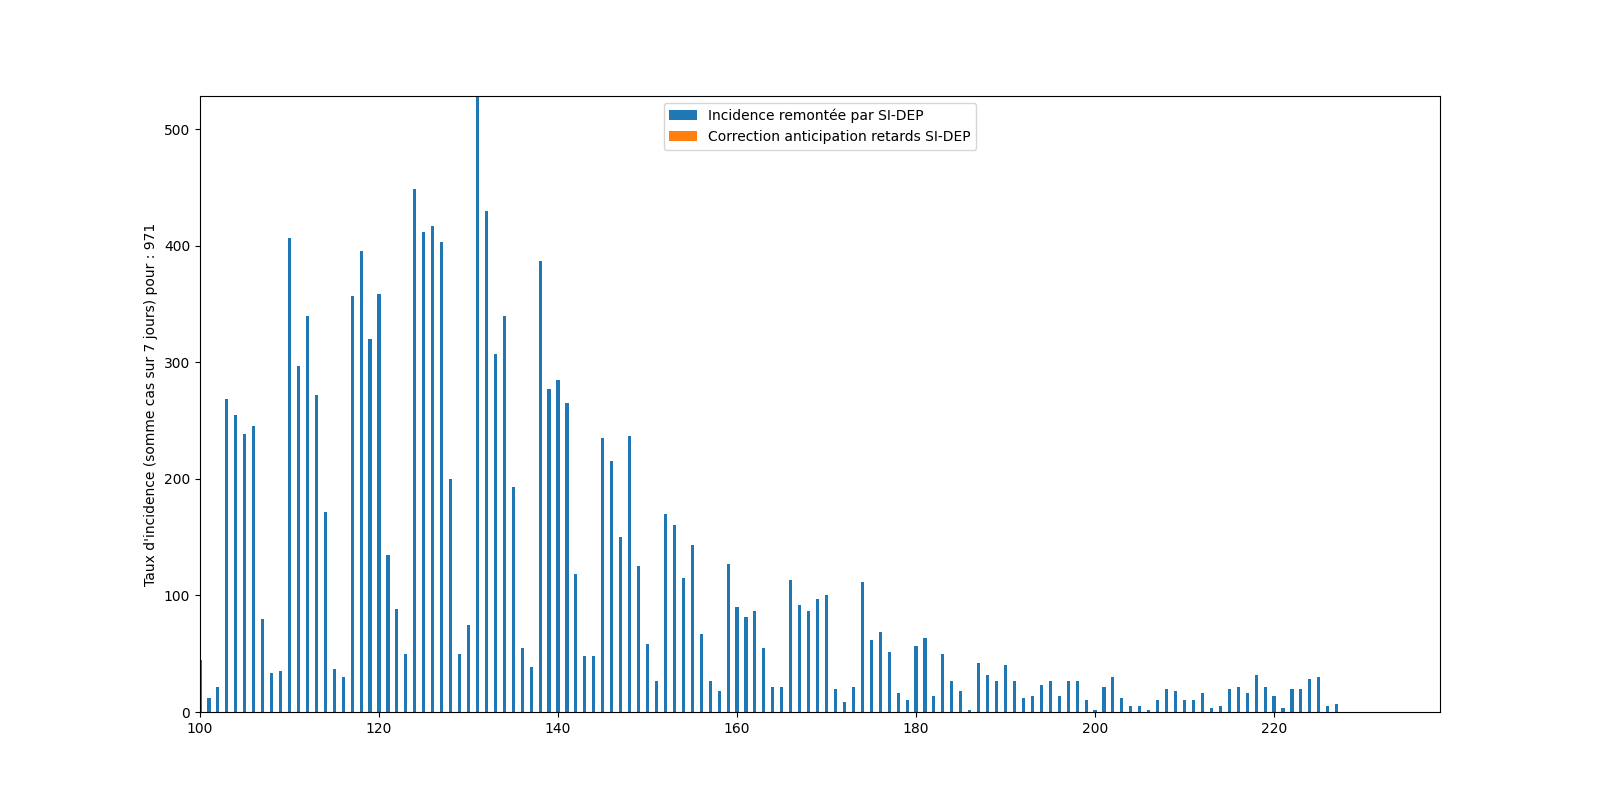 Incidence remontée par SI-DEP
Correction anticipation retards SI-DEP
Taux d'incidence (somme cas sur 7 jours) pour : 971
500
400
300
200
100
0
100 120 140 160 180 200 220